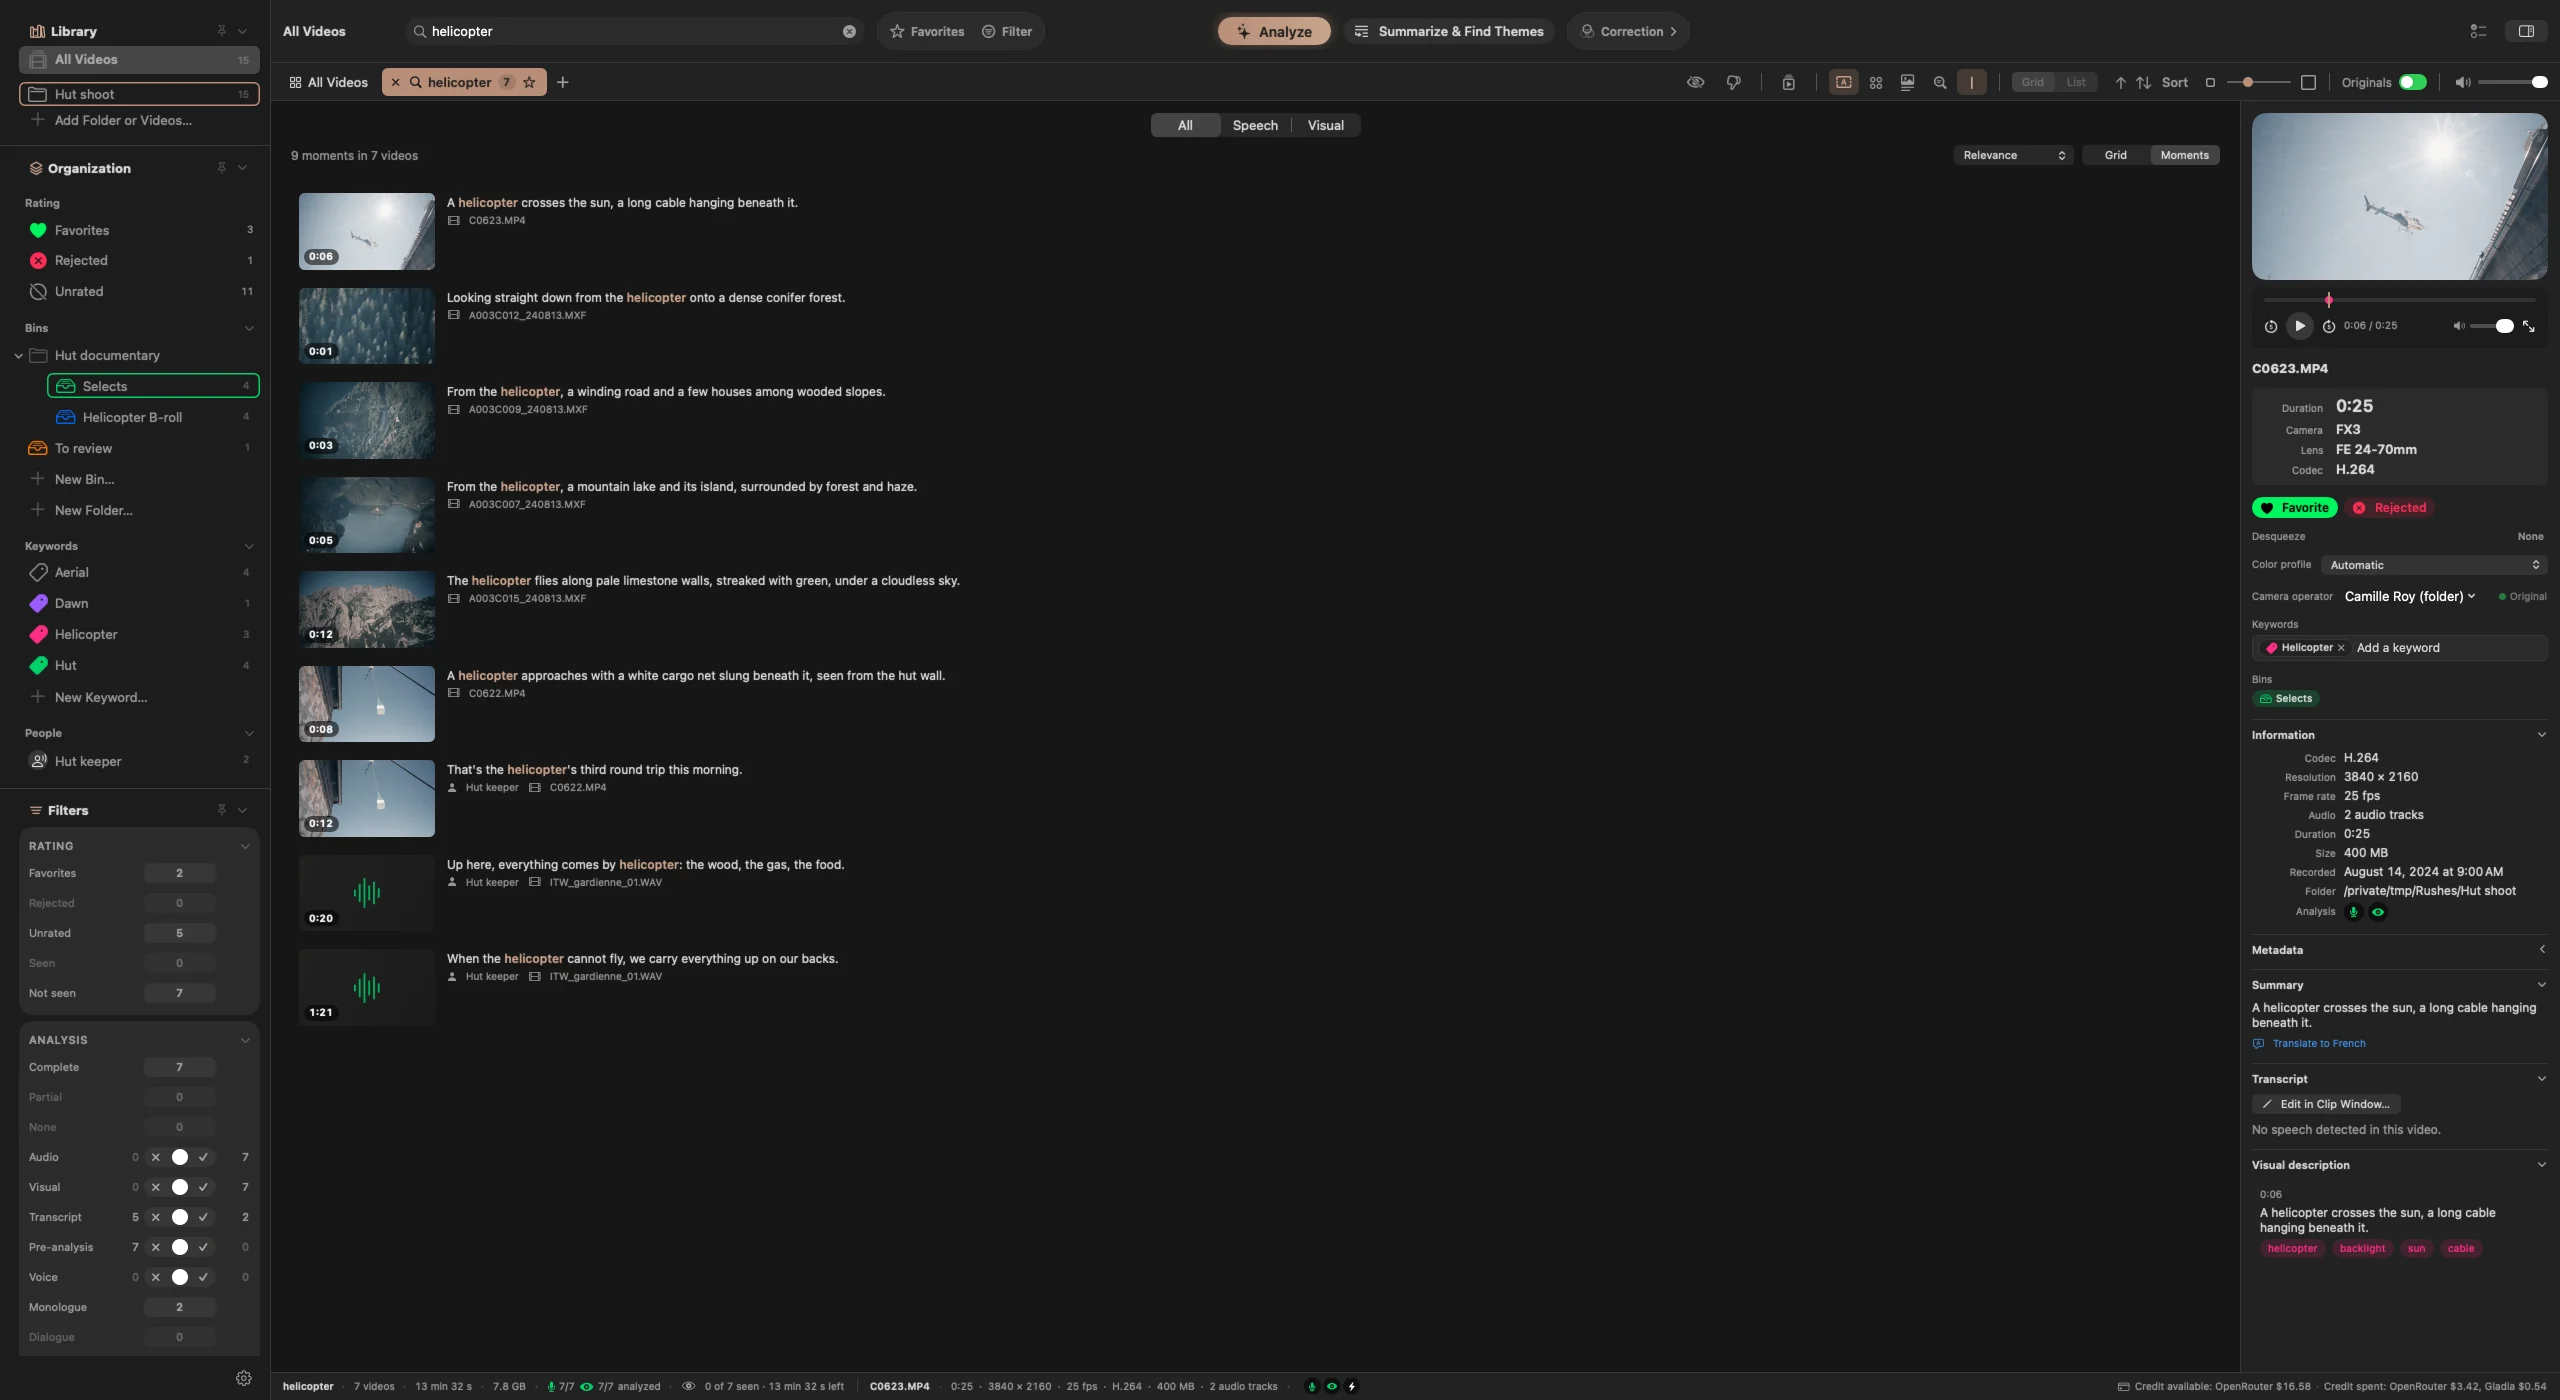 Library
All Videos 15
Hut shoot 15
Add Folder or Videos...
Organization
Rating
Favorites 3
Rejected 1
Unrated 11
Bins
Hut documentary
Selects 4
Helicopter B-roll 4
To review 1
New Bin...
New Folder...
Keywords
Aerial 4
Dawn 1
Helicopter 3
Hut 4
New Keyword...
People
Hut keeper 2
Filters
RATING
Favorites 2
Rejected 0
Unrated 5
Seen 0
Not seen 7
ANALYSIS
Complete 7
Partial 0
None 0
Audio 0 7
Visual 0 7
Transcript 5 2
Pre-analysis 7 0
Voice 0 0
Monologue 2
Dialogue 0
All Videos
helicopter
Favorites Filter
Analyze
Summarize & Find Themes
Correction
All Videos helicopter 7
Grid List
Sort
Originals
All Speech Visual
9 moments in 7 videos
Relevance
Grid Moments
A helicopter crosses the sun, a long cable hanging beneath it.
C0623.MP4
0:06
Looking straight down from the helicopter onto a dense conifer forest.
A003C012_240813.MXF
0:01
From the helicopter, a winding road and a few houses among wooded slopes.
A003C009_240813.MXF
0:03
From the helicopter, a mountain lake and its island, surrounded by forest and haze.
A003C007_240813.MXF
0:05
The helicopter flies along pale limestone walls, streaked with green, under a cloudless sky.
A003C015_240813.MXF
0:12
A helicopter approaches with a white cargo net slung beneath it, seen from the hut wall.
C0622.MP4
0:08
That's the helicopter's third round trip this morning.
Hut keeper C0622.MP4
0:12
Up here, everything comes by helicopter: the wood, the gas, the food.
Hut keeper ITW_gardienne_01.WAV
0:20
When the helicopter cannot fly, we carry everything up on our backs.
Hut keeper ITW_gardienne_01.WAV
1:21
0:06 / 0:25
C0623.MP4
Duration 0:25
Camera FX3
Lens FE 24-70mm
Codec H.264
Favorite Rejected
Desqueeze None
Color profile Automatic
Camera operator Camille Roy (folder) Original
Keywords
Helicopter Add a keyword
Bins
Selects
Information
Codec H.264
Resolution 3840 × 2160
Frame rate 25 fps
Audio 2 audio tracks
Duration 0:25
Size 400 MB
Recorded August 14, 2024 at 9:00 AM
Folder /private/tmp/Rushes/Hut shoot
Analysis
Metadata
Summary
A helicopter crosses the sun, a long cable hanging
beneath it.
Translate to French
Transcript
Edit in Clip Window...
No speech detected in this video.
Visual description
0:06
A helicopter crosses the sun, a long cable
hanging beneath it.
helicopter backlight sun cable
helicopter · 7 videos · 13 min 32 s · 7.8 GB · 7/7 7/7 analyzed · 0 of 7 seen · 13 min 32 s left
C0623.MP4 · 0:25 · 3840 × 2160 · 25 fps · H.264 · 400 MB · 2 audio tracks
Credit available: OpenRouter $16.58 · Credit spent: OpenRouter $3.42, Gladia $0.54